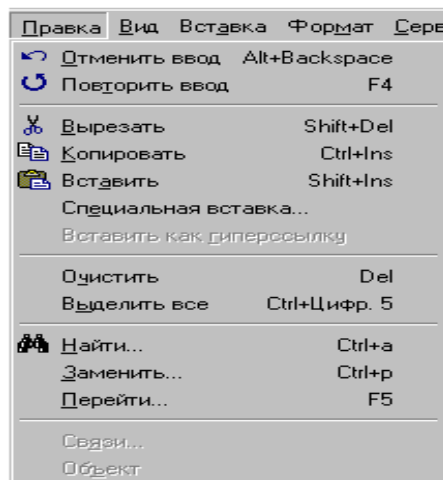 Правка Вид Вставка Формат Серв
Отменить ввод Alt+Backspace
Повторить ввод F4
Вырезать Shift+Del
Копировать Ctrl+Ins
Вставить Shift+Ins
Специальная вставка...
Вставить как гиперссылку
Очистить Del
Выделить все Ctrl+Цифр. 5
Найти... Ctrl+а
Заменить... Ctrl+р
Перейти... F5
Связи...
Объект